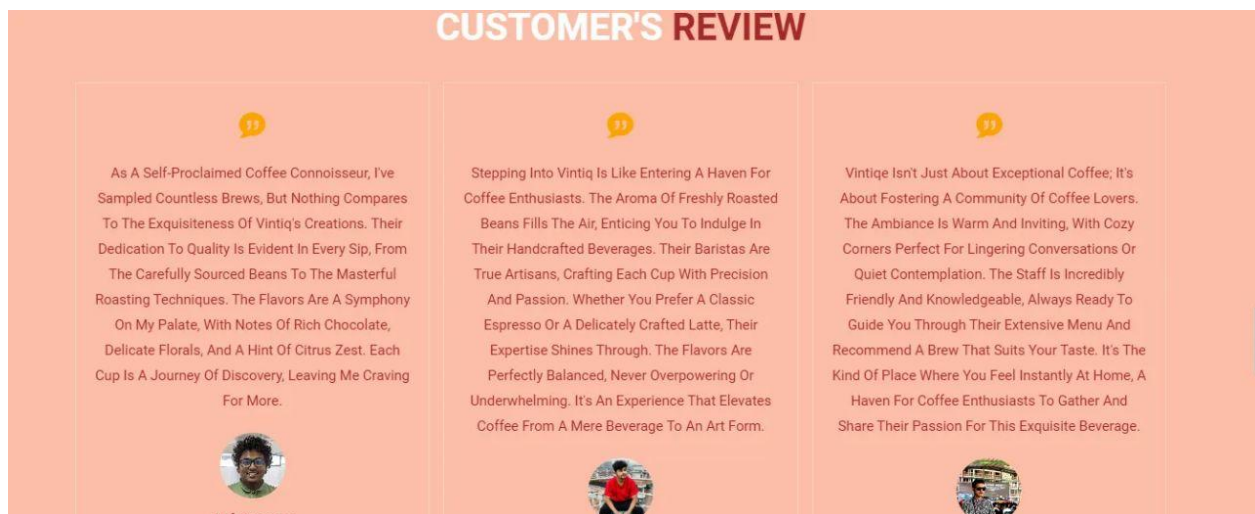 CUSTOMER'S REVIEW
As A Self-Proclaimed Coffee Connoisseur, I've
Sampled Countless Brews, But Nothing Compares
To The Exquisiteness Of Vintiq's Creations. Their
Dedication To Quality Is Evident In Every Sip, From
The Carefully Sourced Beans To The Masterful
Roasting Techniques. The Flavors Are A Symphony
On My Palate, With Notes Of Rich Chocolate,
Delicate Florals, And A Hint Of Citrus Zest. Each
Cup Is A Journey Of Discovery, Leaving Me Craving
For More.
Stepping Into Vintiq Is Like Entering A Haven For
Coffee Enthusiasts. The Aroma Of Freshly Roasted
Beans Fills The Air, Enticing You To Indulge In
Their Handcrafted Beverages. Their Baristas Are
True Artisans, Crafting Each Cup With Precision
And Passion. Whether You Prefer A Classic
Espresso Or A Delicately Crafted Latte, Their
Expertise Shines Through. The Flavors Are
Perfectly Balanced, Never Overpowering Or
Underwhelming. It's An Experience That Elevates
Coffee From A Mere Beverage To An Art Form.
Vintiqe Isn't Just About Exceptional Coffee; It's
About Fostering A Community Of Coffee Lovers.
The Ambiance Is Warm And Inviting, With Cozy
Corners Perfect For Lingering Conversations Or
Quiet Contemplation. The Staff Is Incredibly
Friendly And Knowledgeable, Always Ready To
Guide You Through Their Extensive Menu And
Recommend A Brew That Suits Your Taste. It's The
Kind Of Place Where You Feel Instantly At Home, A
Haven For Coffee Enthusiasts To Gather And
Share Their Passion For This Exquisite Beverage.